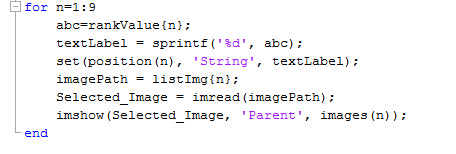 for n=1:9
abc=rankValue{n};
textLabel = sprintf('%d', abc);
set(position(n), 'String', textLabel);
imagePath = listImg{n};
Selected_Image = imread(imagePath);
imshow(Selected_Image, 'Parent', images(n));
end